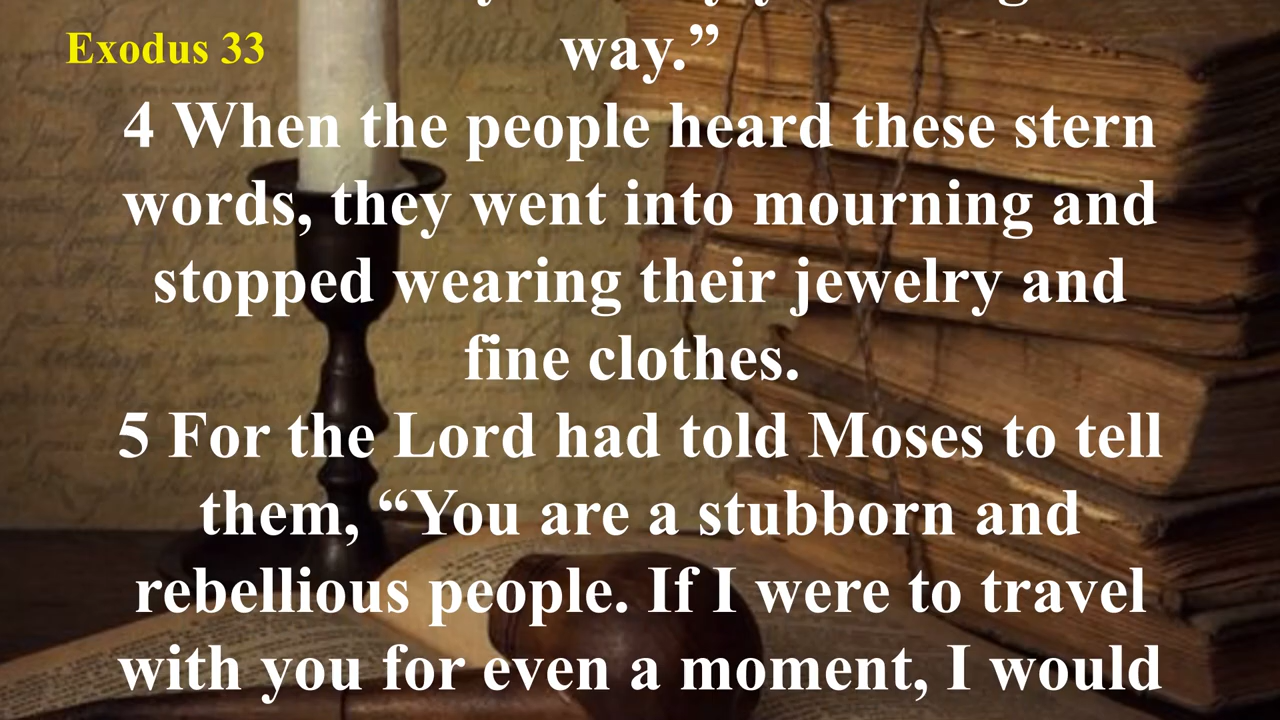 Exodus 33
way.”
4 When the people heard these stern
words, they went into mourning and
stopped wearing their jewelry and
fine clothes.
5 For the Lord had told Moses to tell
them, “You are a stubborn and
rebellious people. If I were to travel
with you for even a moment, I would